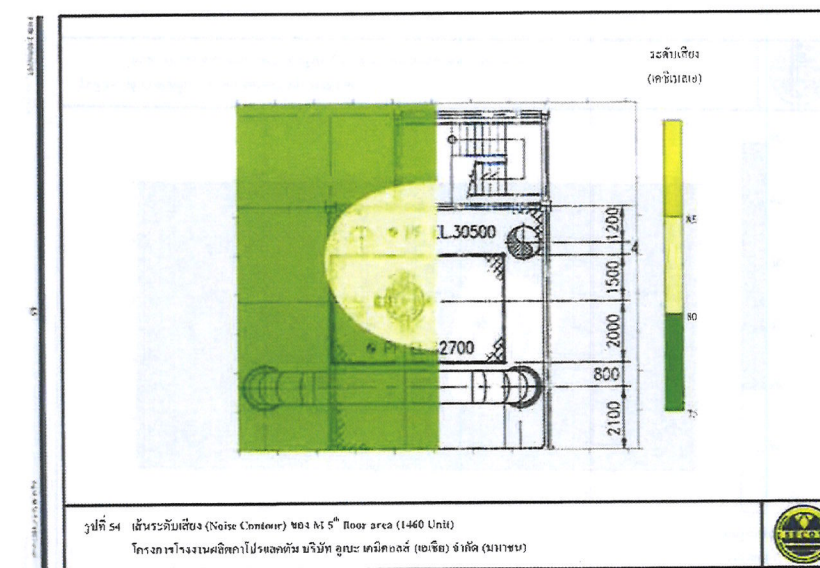 ระดับเสียง
(เดซิเบลเอ)
85
80
75
EL.30500
1200
1500
2000
800
2100
4
2700
รูปที่ 54 เส้นระดับเสียง (Noise Contour) ของ M 5th floor area (1460 Unit)
โครงการโรงงานผลิตคาโปรแลคตัม บริษัท อูเบะ เคมิคอลส์ (เอเชีย) จำกัด (มหาชน)
SECOT